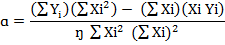 ɑ = (∑Yᵢ)(∑Xi²) − (∑Xi)(Xi Yi) / ŋ ∑Xi² (∑Xi)²